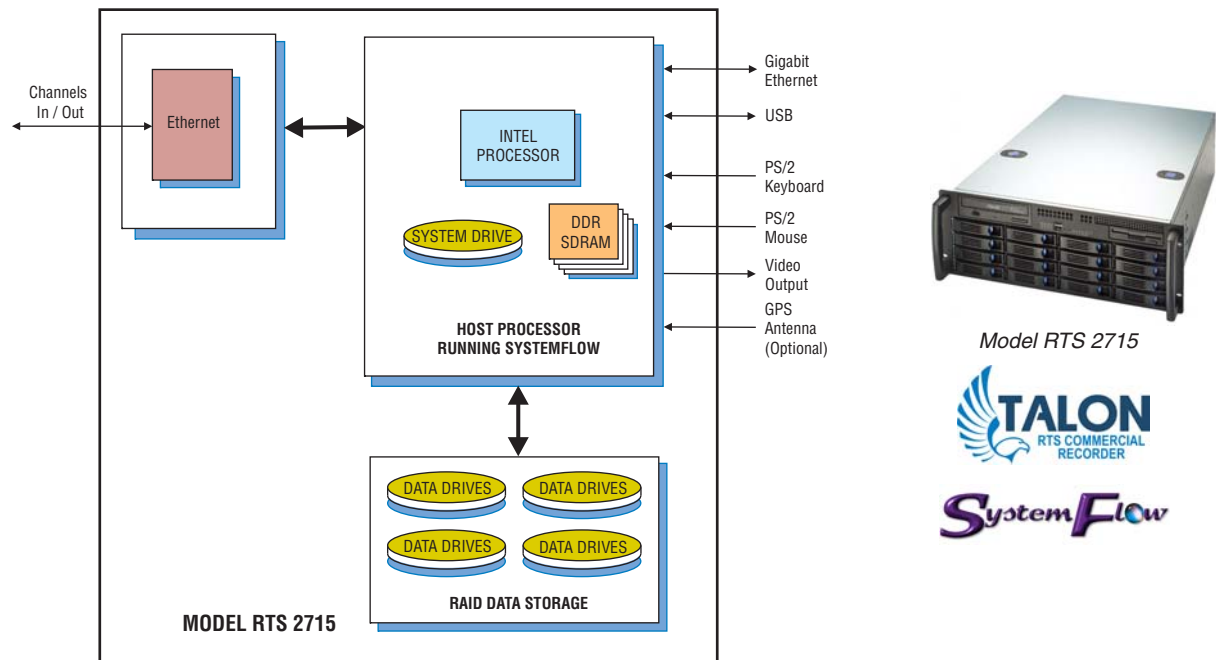 Channels
In / Out
Ethernet
INTEL
PROCESSOR
SYSTEM DRIVE
DDR
SDRAM
HOST PROCESSOR
RUNNING SYSTEMFLOW
Gigabit
Ethernet
USB
PS/2
Keyboard
PS/2
Mouse
Video
Output
GPS
Antenna
(Optional)
DATA DRIVES
DATA DRIVES
DATA DRIVES
DATA DRIVES
RAID DATA STORAGE
MODEL RTS 2715
Model RTS 2715
TALON
RTS COMMERCIAL
RECORDER
SystemFlow